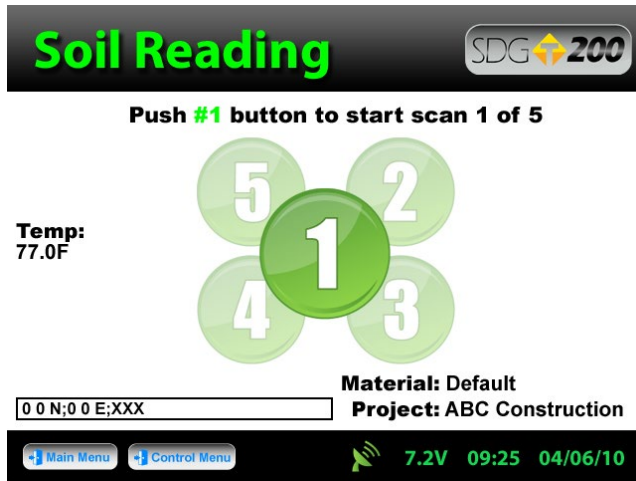 Soil Reading
SDG 200
Push #1 button to start scan 1 of 5
5 2
1
4 3
Temp:
77.0F
Material: Default
0 0 N;0 0 E;XXX
Project: ABC Construction
Main Menu Control Menu 7.2V 09:25 04/06/10